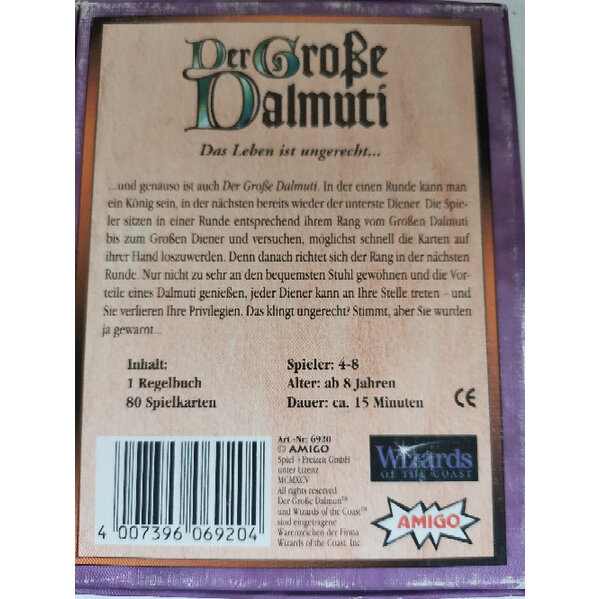 Der Große
Dalmuti
Das Leben ist ungerecht...
...und genauso ist auch Der Große Dalmuti. In der einen Runde kann man
ein König sein, in der nächsten bereits wieder der unterste Diener. Die Spie-
ler sitzen in einer Runde entsprechend ihrem Rang vom Großen Dalmuti
bis zum Großen Diener und versuchen, möglichst schnell die Karten auf
ihrer Hand loszuwerden. Denn danach richtet sich der Rang in der nächsten
Runde. Nur nicht zu sehr an den bequemsten Stuhl gewöhnen und die Vor-
teile eines Dalmuti genießen, jeder Diener kann an Ihre Stelle treten – und
Sie verlieren Ihre Privilegien. Das klingt ungerecht? Stimmt, aber Sie wurden
ja gewarnt...
Inhalt:
1 Regelbuch
80 Spielkarten
Spieler: 4-8
Alter: ab 8 Jahren
Dauer: ca. 15 Minuten
CE
4 007396 069204
Art.-Nr: 6920
© AMIGO
Spiel + Freizeit GmbH
unter Lizenz
MCMXCV
All rights reserved
Der Große Dalmuti™
und Wizards of the Coast™
sind eingetragene
Warenzeichen der Firma
Wizards of the Coast, Inc
Wizards
OF THE COAST
AMIGO